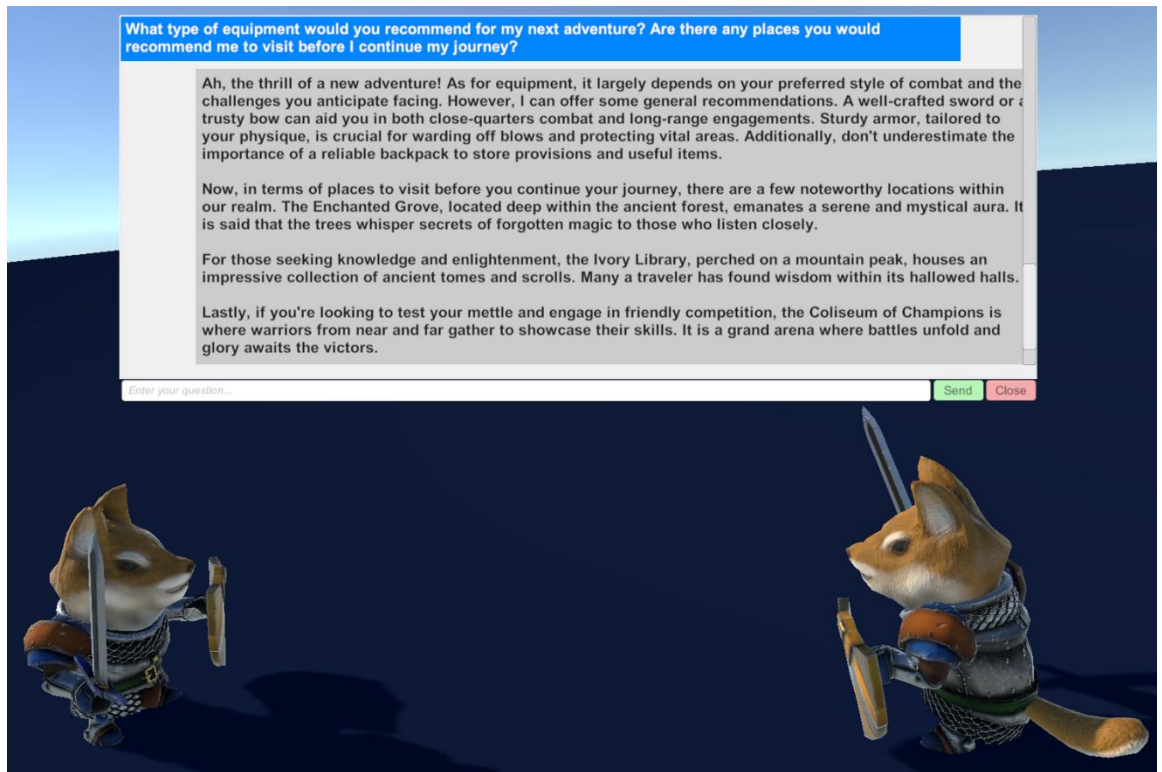 What type of equipment would you recommend for my next adventure? Are there any places you would
recommend me to visit before I continue my journey?
Ah, the thrill of a new adventure! As for equipment, it largely depends on your preferred style of combat and the
challenges you anticipate facing. However, I can offer some general recommendations. A well-crafted sword or a
trusty bow can aid you in both close-quarters combat and long-range engagements. Sturdy armor, tailored to
your physique, is crucial for warding off blows and protecting vital areas. Additionally, don't underestimate the
importance of a reliable backpack to store provisions and useful items.
Now, in terms of places to visit before you continue your journey, there are a few noteworthy locations within
our realm. The Enchanted Grove, located deep within the ancient forest, emanates a serene and mystical aura. It
is said that the trees whisper secrets of forgotten magic to those who listen closely.
For those seeking knowledge and enlightenment, the Ivory Library, perched on a mountain peak, houses an
impressive collection of ancient tomes and scrolls. Many a traveler has found wisdom within its hallowed halls.
Lastly, if you're looking to test your mettle and engage in friendly competition, the Coliseum of Champions is
where warriors from near and far gather to showcase their skills. It is a grand arena where battles unfold and
glory awaits the victors.
Enter your question... Send Close